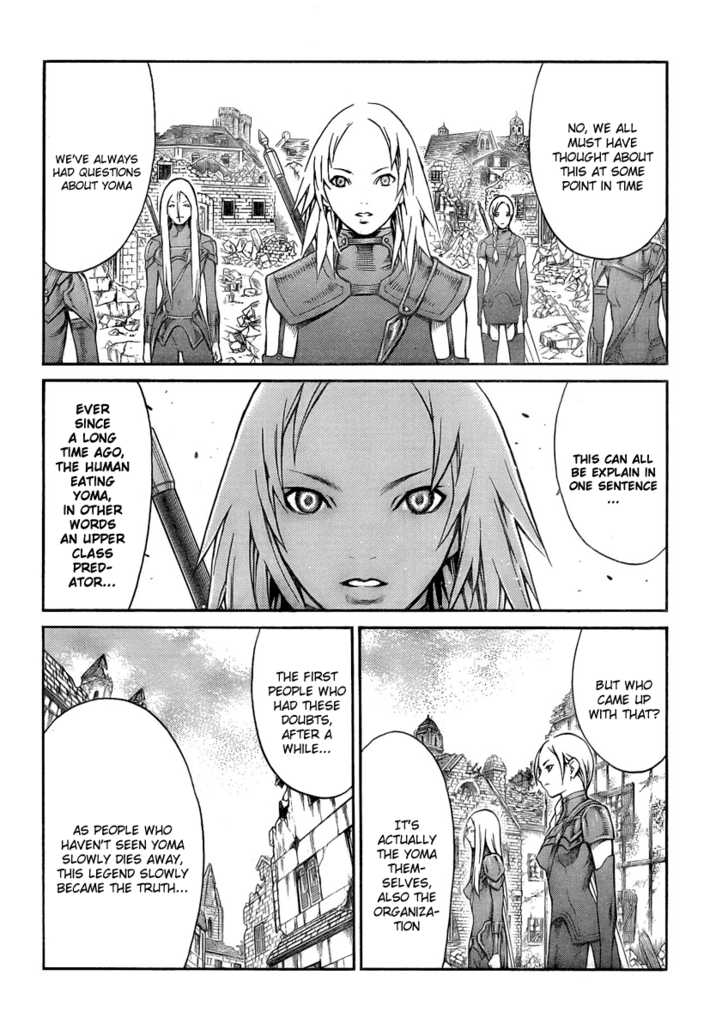 NO, WE ALL
MUST HAVE
THOUGHT ABOUT
THIS AT SOME
POINT IN TIME
WE'VE ALWAYS
HAD QUESTIONS
ABOUT YOMA
THIS CAN ALL
BE EXPLAIN IN
ONE SENTENCE
...
EVER
SINCE
A LONG
TIME AGO,
THE HUMAN
EATING
YOMA,
IN OTHER
WORDS
AN UPPER
CLASS
PRED-
ATOR...
BUT WHO
CAME UP
WITH THAT?
IT'S
ACTUALLY
THE YOMA
THEM-
SELVES,
ALSO THE
ORGANIZA-
TION
THE FIRST
PEOPLE WHO
HAD THESE
DOUBTS,
AFTER A
WHILE...
AS PEOPLE WHO
HAVEN'T SEEN YOMA
SLOWLY DIES AWAY,
THIS LEGEND SLOWLY
BECAME THE TRUTH...